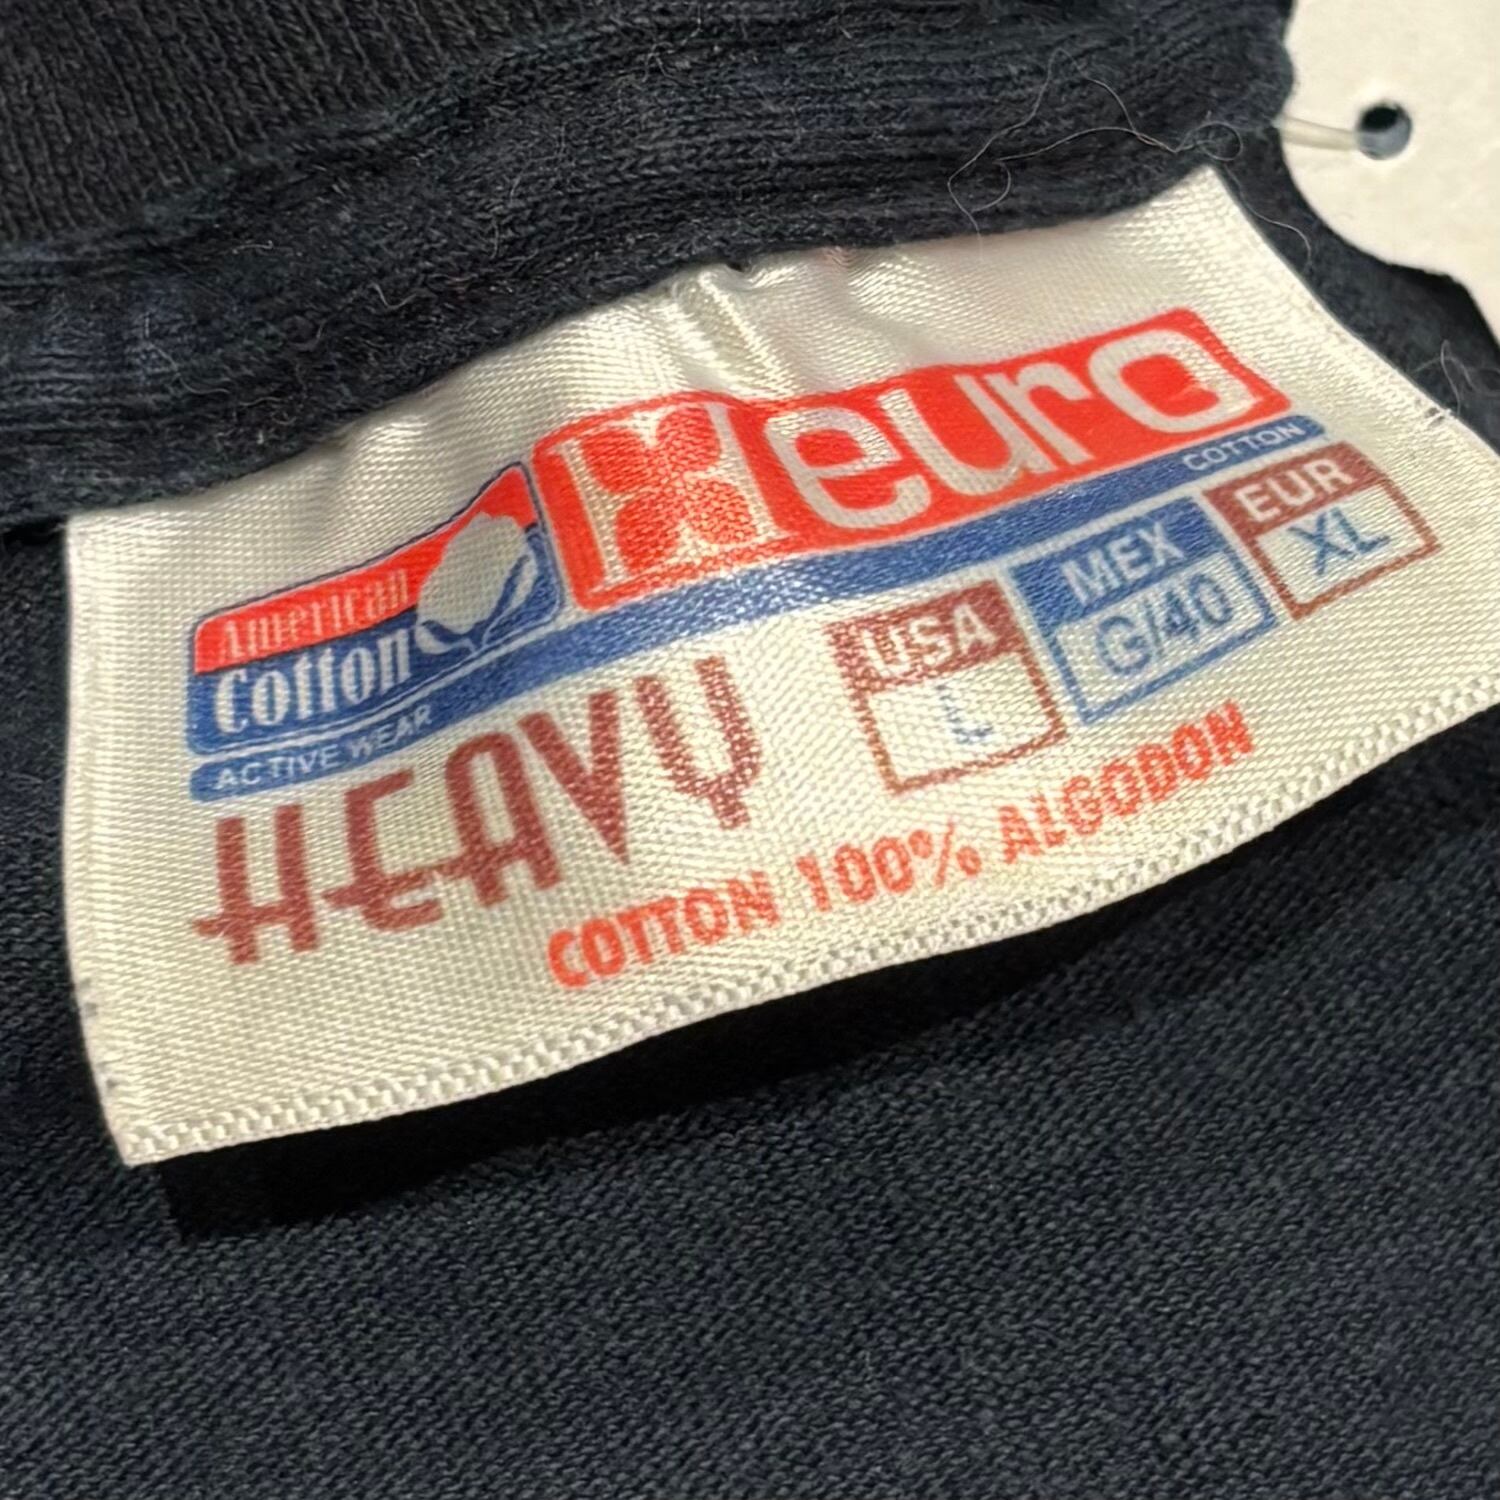 euro
COTTON
American
Cotton
ACTIVE WEAR
HEAVY
USA
L
MEX
G/40
EUR
XL
COTTON 100% ALGODON